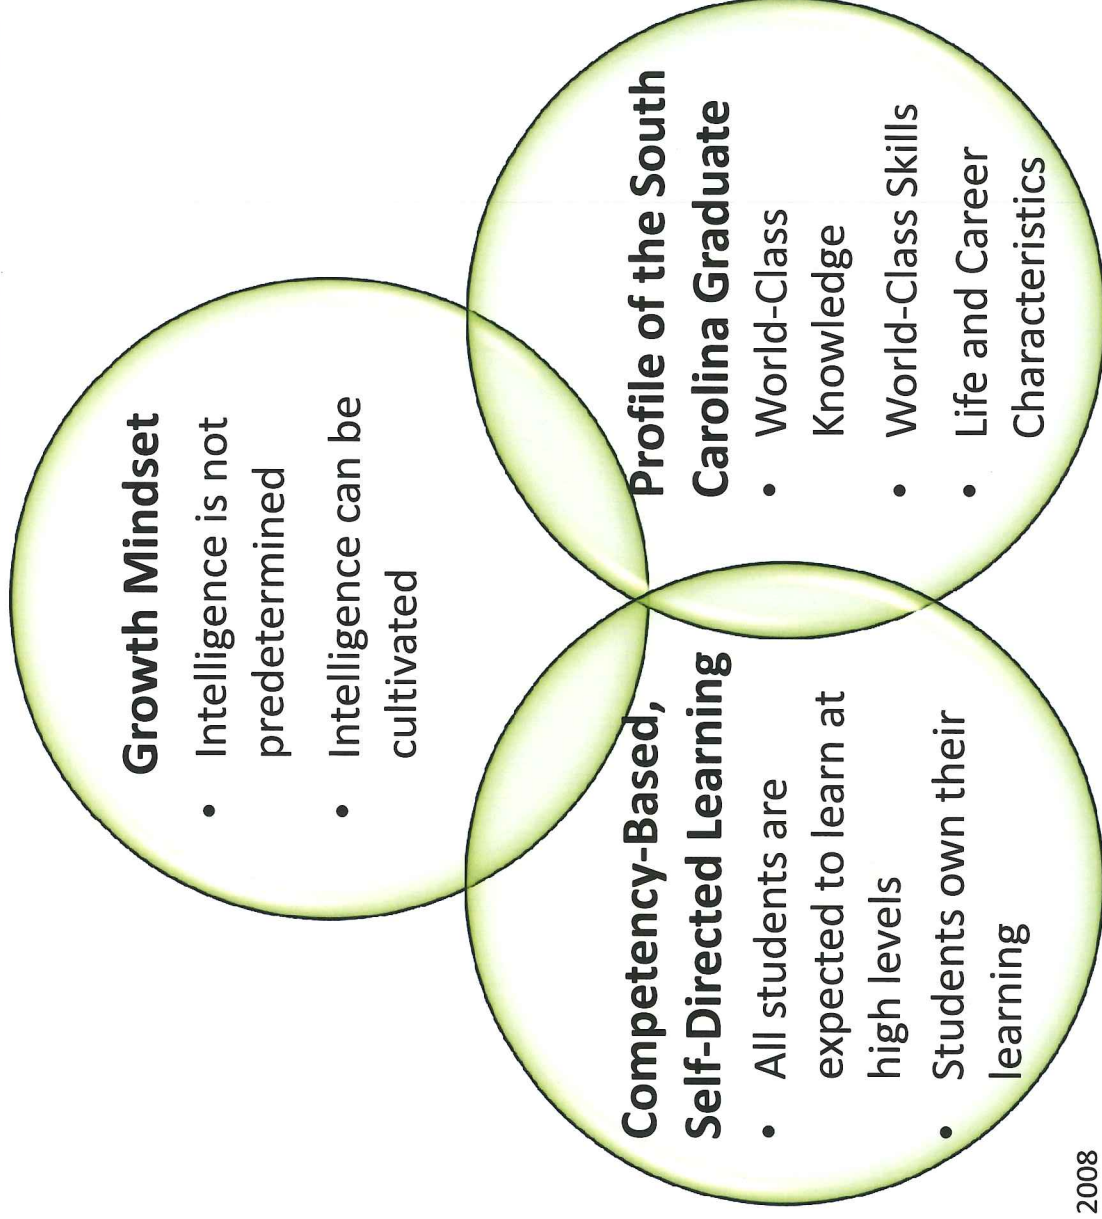 Growth Mindset
• Intelligence is not
predetermined
• Intelligence can be
cultivated
Competency-Based,
Self-Directed Learning
• All students are
expected to learn at
high levels
• Students own their
learning
Profile of the South
Carolina Graduate
• World-Class
Knowledge
• World-Class Skills
• Life and Career
Characteristics
2008